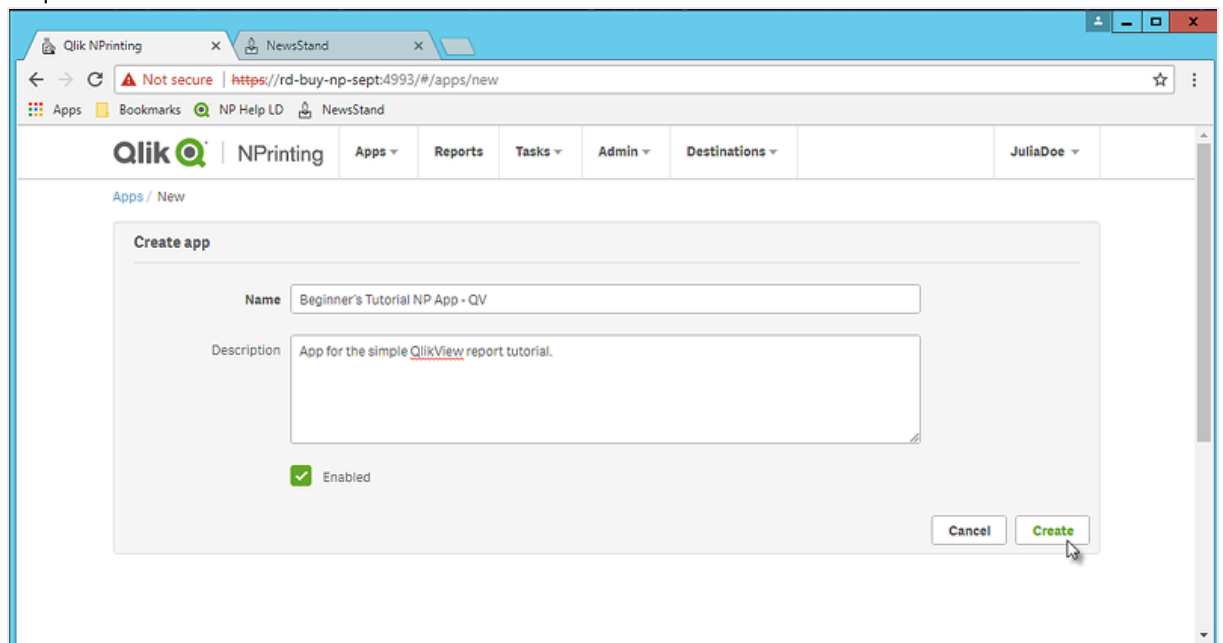 Qlik NPrinting
NewsStand
Not secure | https://rd-buy-np-sept:4993/#/apps/new
Apps Bookmarks NP Help LD NewsStand
Qlik NPrinting Apps Reports Tasks Admin Destinations JuliaDoe
Apps / New
Create app
Name Beginner's Tutorial NP App - QV
Description App for the simple QlikView report tutorial.
Enabled
Cancel Create